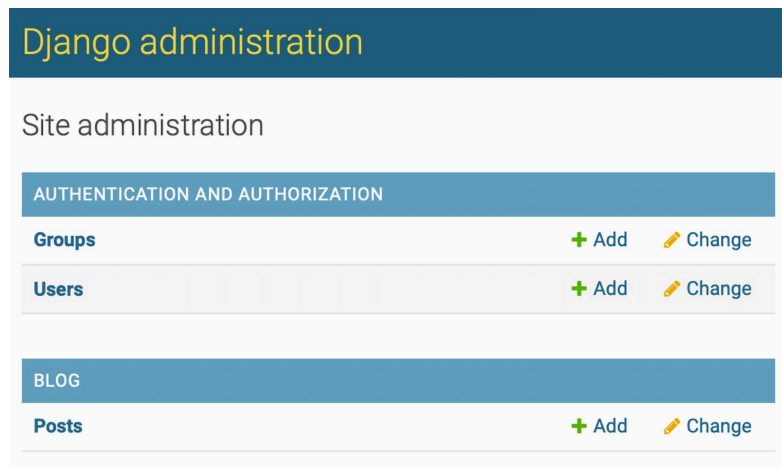 Django administration
Site administration
AUTHENTICATION AND AUTHORIZATION
Groups Add Change
Users Add Change
BLOG
Posts Add Change